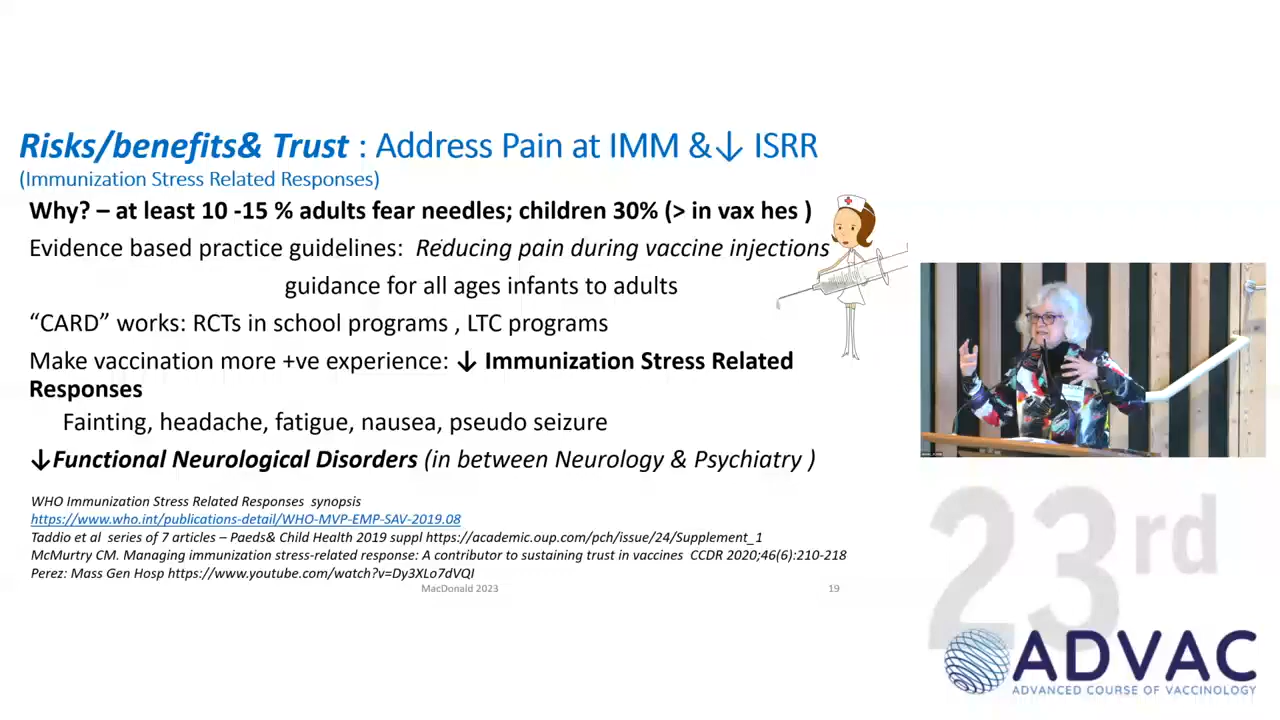 Risks/benefits& Trust : Address Pain at IMM &↓ ISRR
(Immunization Stress Related Responses)
Why? – at least 10 -15 % adults fear needles; children 30% (> in vax hes )
Evidence based practice guidelines: Reducing pain during vaccine injections
guidance for all ages infants to adults
“CARD” works: RCTs in school programs , LTC programs
Make vaccination more +ve experience: ↓ Immunization Stress Related
Responses
Fainting, headache, fatigue, nausea, pseudo seizure
↓Functional Neurological Disorders (in between Neurology & Psychiatry )
WHO Immunization Stress Related Responses synopsis
https://www.who.int/publications-detail/WHO-MVP-EMP-SAV-2019.08
Taddio et al series of 7 articles – Paeds& Child Health 2019 suppl https://academic.oup.com/pch/issue/24/Supplement_1
McMurtry CM. Managing immunization stress-related response: A contributor to sustaining trust in vaccines CCDR 2020;46(6):210-218
Perez: Mass Gen Hosp https://www.youtube.com/watch?v=Dy3XLo7dVQI
MacDonald 2023
19
23rd
ADVAC
ADVANCED COURSE OF VACCINOLOGY